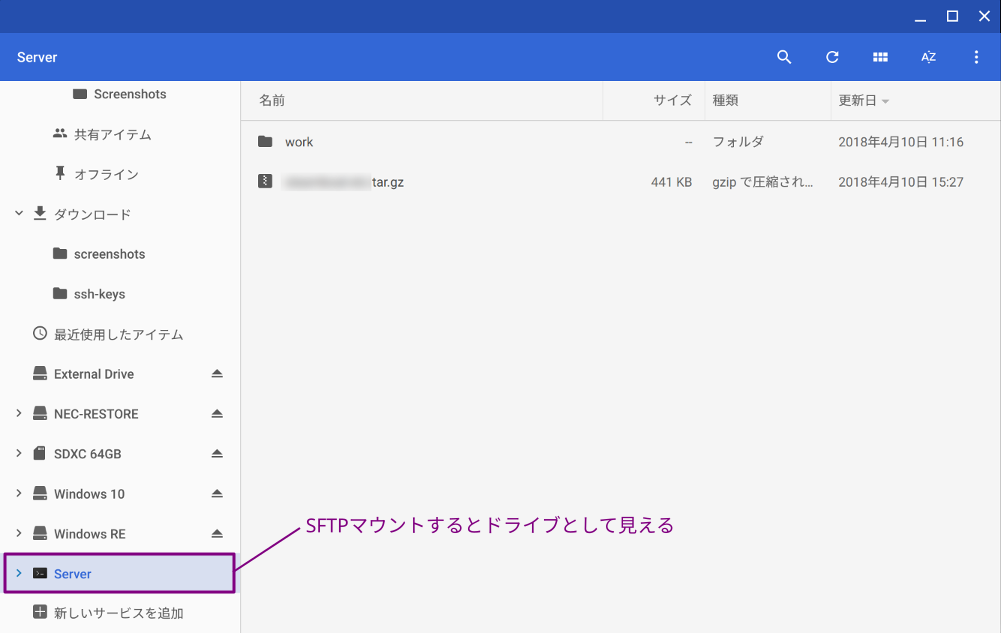 Server
AZ
Screenshots
共有アイテム
オフライン
ダウンロード
screenshots
ssh-keys
最近使用したアイテム
External Drive
NEC-RESTORE
SDXC 64GB
Windows 10
Windows RE
Server
新しいサービスを追加
名前 サイズ 種類 更新日
work -- フォルダ 2018年4月10日 11:16
tar.gz 441 KB gzip で圧縮され... 2018年4月10日 15:27
SFTPマウントするとドライブとして見える